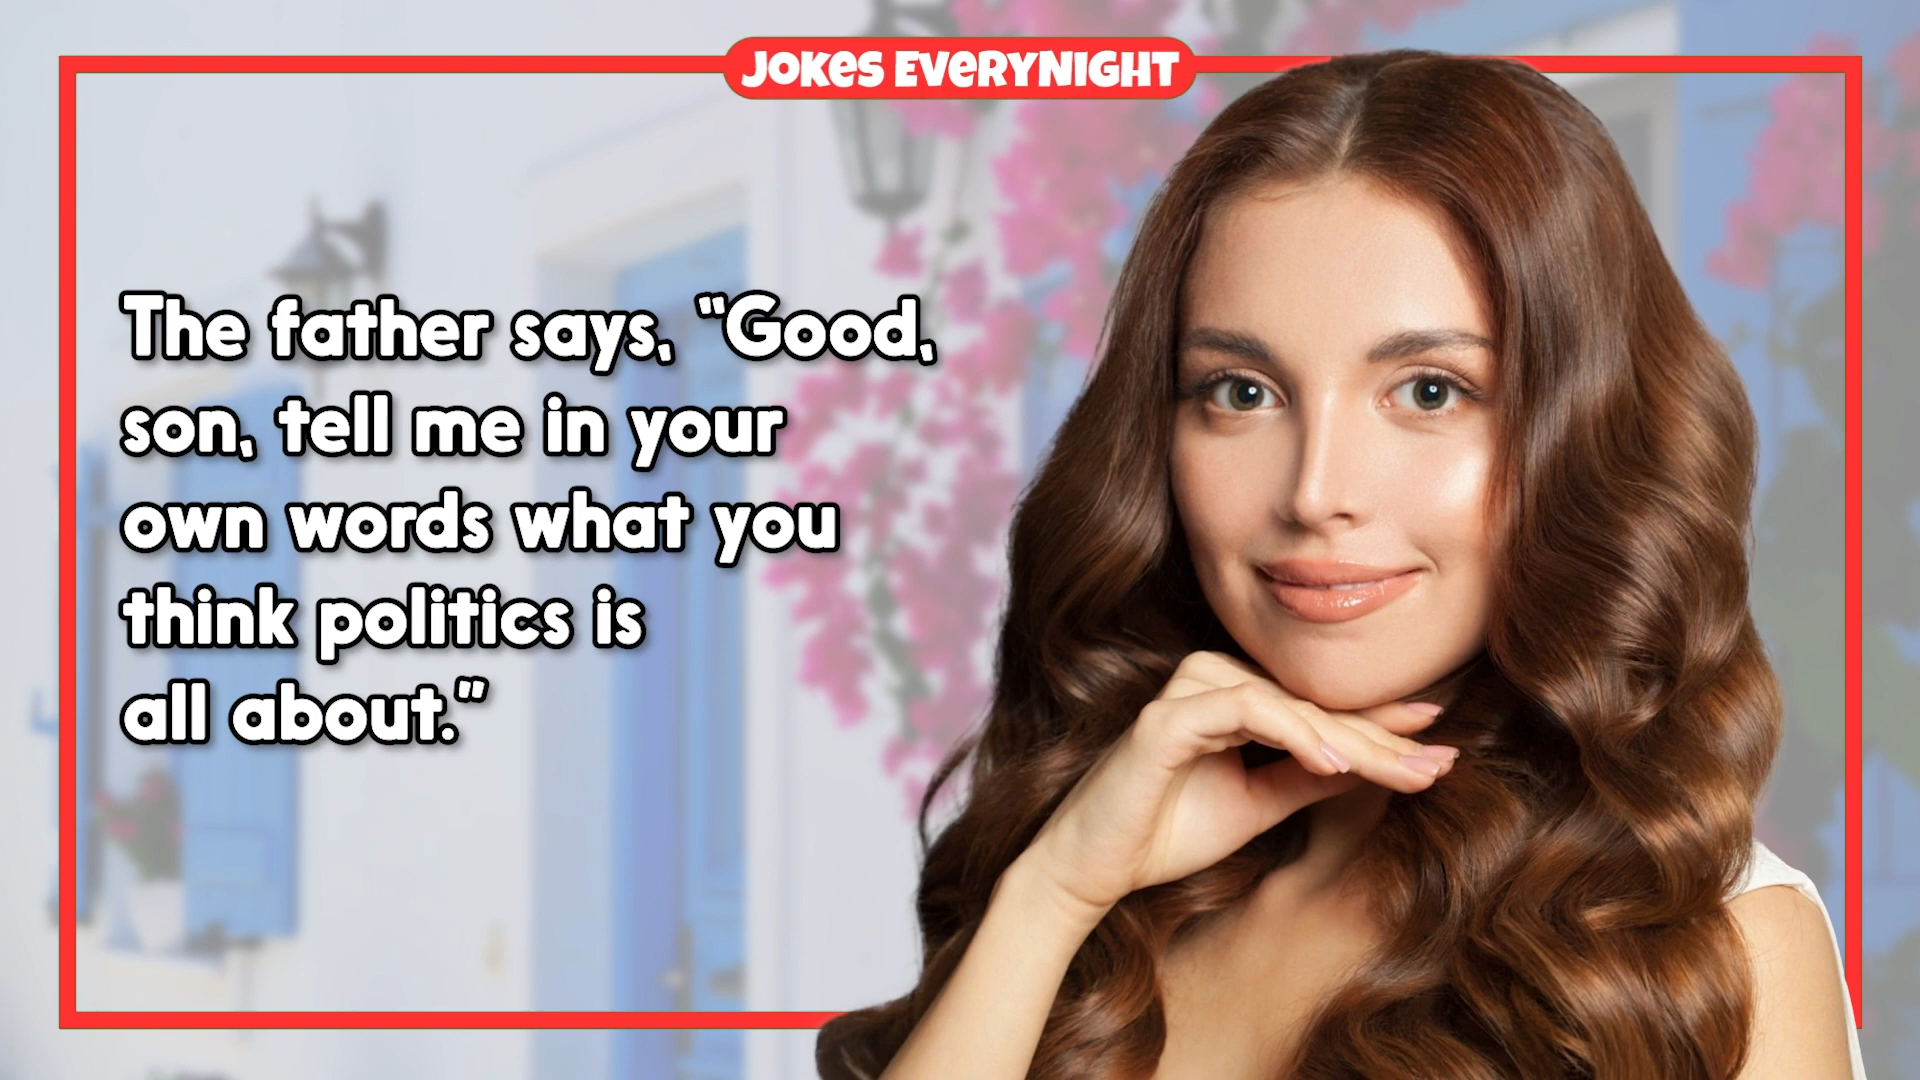 JOKES EVERYNIGHT
The father says, "Good,
son, tell me in your
own words what you
think politics is
all about."